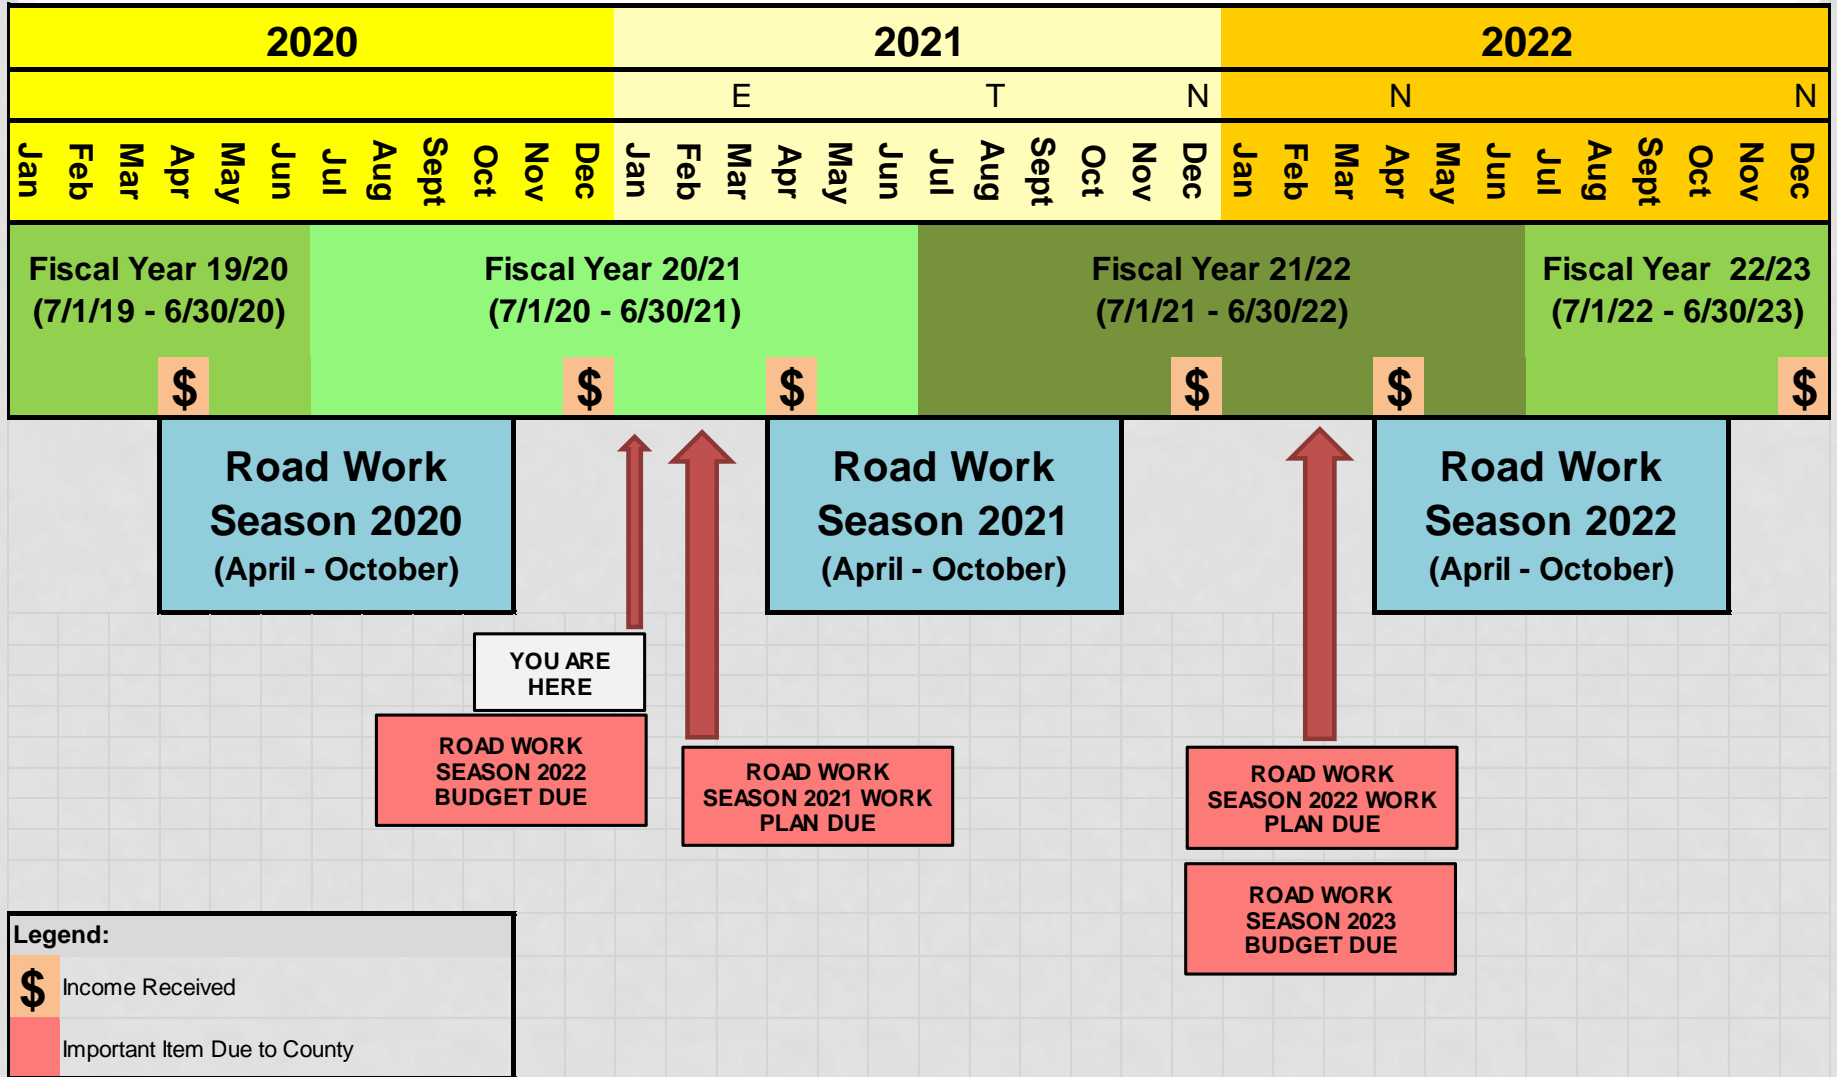 2020 2021 2022
E T N N N
Jan Feb Mar Apr May Jun Jul Aug Sept Oct Nov Dec Jan Feb Mar Apr May Jun Jul Aug Sept Oct Nov Dec Jan Feb Mar Apr May Jun Jul Aug Sept Oct Nov Dec
Fiscal Year 19/20
(7/1/19 - 6/30/20)
Fiscal Year 20/21
(7/1/20 - 6/30/21)
Fiscal Year 21/22
(7/1/21 - 6/30/22)
Fiscal Year 22/23
(7/1/22 - 6/30/23)
$ $ $ $ $ $
Road Work
Season 2020
(April - October)
Road Work
Season 2021
(April - October)
Road Work
Season 2022
(April - October)
YOU ARE
HERE
ROAD WORK
SEASON 2022
BUDGET DUE
ROAD WORK
SEASON 2021 WORK
PLAN DUE
ROAD WORK
SEASON 2022 WORK
PLAN DUE
ROAD WORK
SEASON 2023
BUDGET DUE
Legend:
$ Income Received
Important Item Due to County